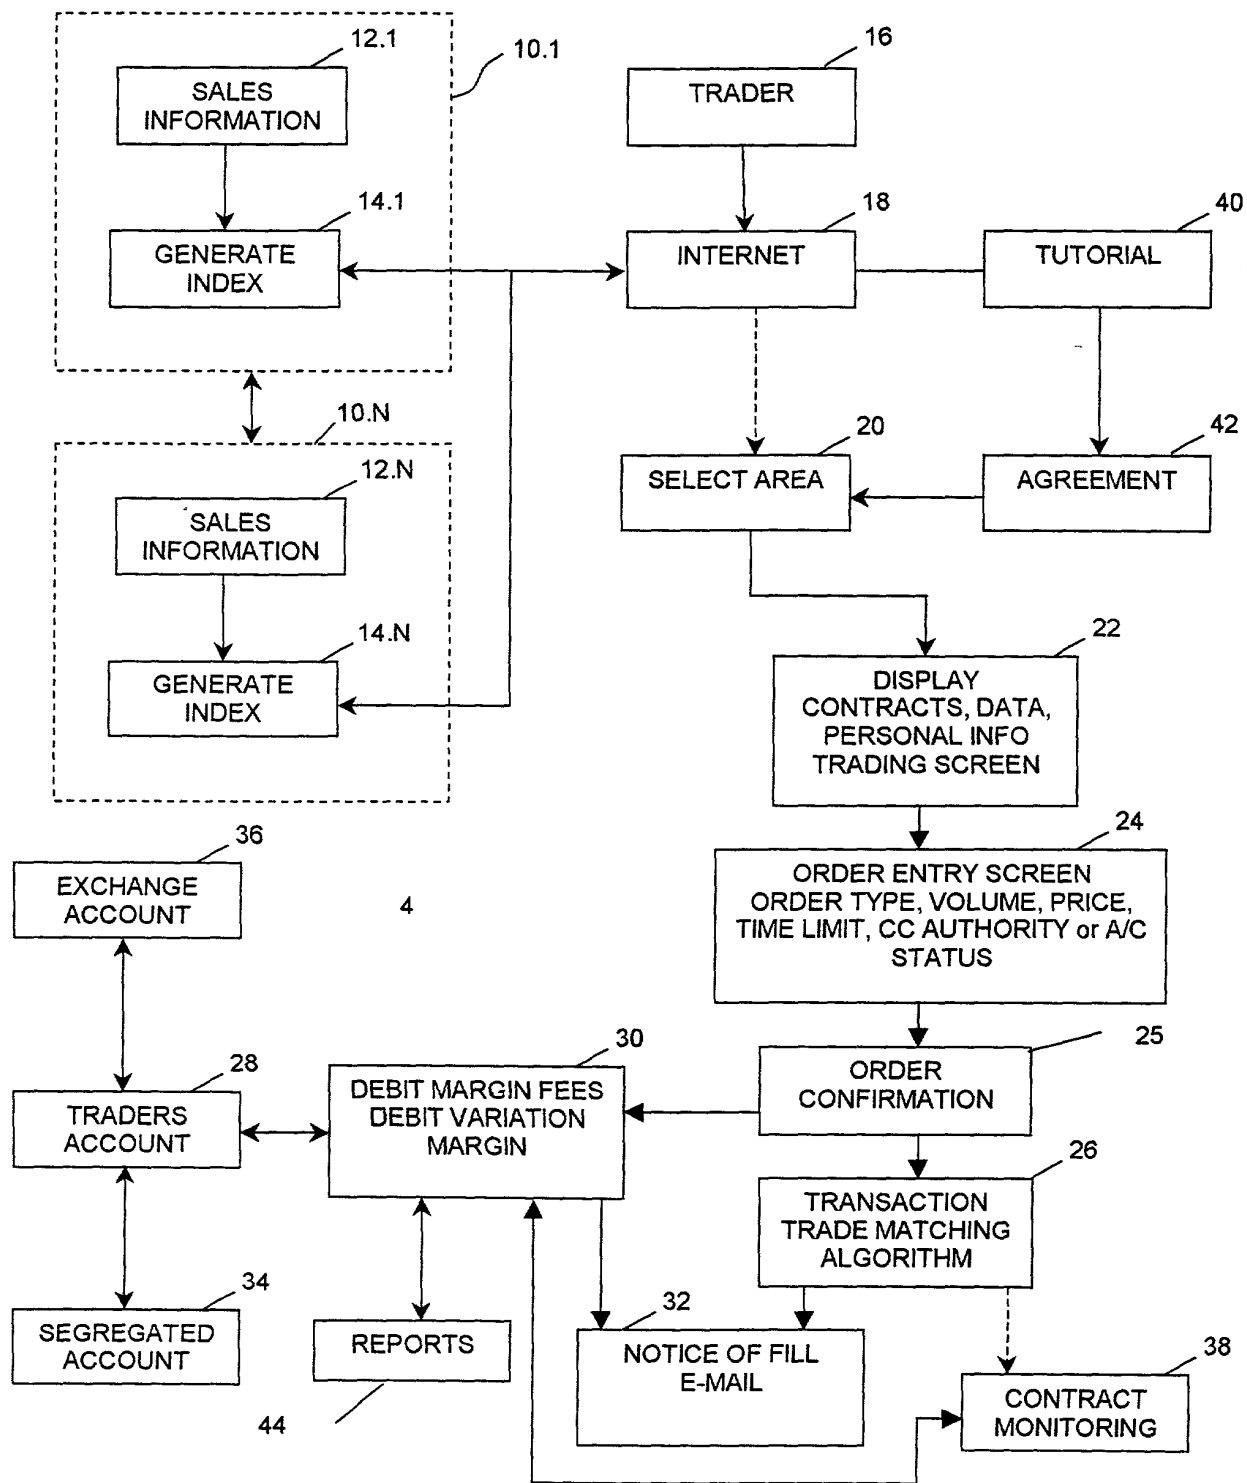 12.1
10.1
16
SALES
INFORMATION
TRADER
14.1
18
40
GENERATE
INDEX
INTERNET
TUTORIAL
10.N
20
42
12.N
SELECT AREA
AGREEMENT
SALES
INFORMATION
14.N
22
GENERATE
INDEX
DISPLAY
CONTRACTS, DATA,
PERSONAL INFO
TRADING SCREEN
36
24
EXCHANGE
ACCOUNT
4
ORDER ENTRY SCREEN
ORDER TYPE, VOLUME, PRICE,
TIME LIMIT, CC AUTHORITY or A/C
STATUS
28
30
25
TRADERS
ACCOUNT
DEBIT MARGIN FEES
DEBIT VARIATION
MARGIN
ORDER
CONFIRMATION
26
TRANSACTION
TRADE MATCHING
ALGORITHM
34
32
SEGREGATED
ACCOUNT
REPORTS
NOTICE OF FILL
E-MAIL
38
44
CONTRACT
MONITORING